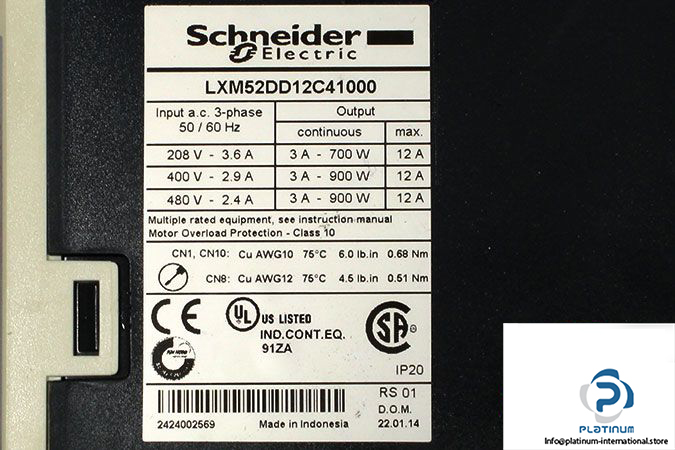 Schneider
Electric
LXM52DD12C41000
Input a.c. 3-phase
50 / 60 Hz
Output
continuous
max.
208 V - 3.6 A
3 A - 700 W
12 A
400 V - 2.9 A
3 A - 900 W
12 A
480 V - 2.4 A
3 A - 900 W
12 A
Multiple rated equipment, see instruction manual
Motor Overload Protection - Class 10
CN1, CN10: Cu AWG10 75°C 6.0 lb.in 0.68 Nm
CN8: Cu AWG12 75°C 4.5 lb.in 0.51 Nm
CE
UL US LISTED
IND.CONT.EQ.
91ZA
SA
®
IP20
RS 01
D.O.M.
22.01.14
2424002569
Made in Indonesia
PLATINUM
Info@platinum-international.store